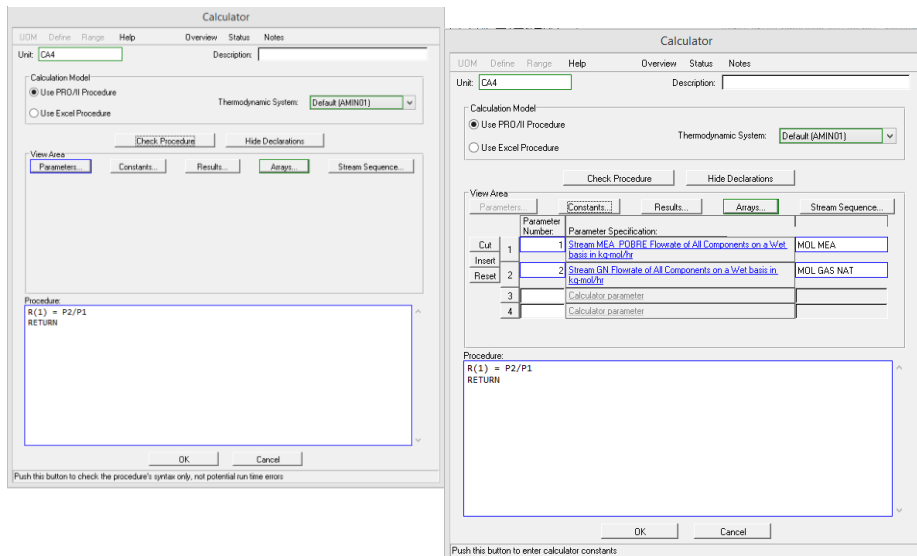 Calculator
UOM Define Range Help Overview Status Notes
Unit: CA4 Description:
Calculation Model
Use PRO/II Procedure
Thermodynamic System: Default (AMIN01)
Use Excel Procedure
Check Procedure Hide Declarations
View Area
Parameters... Constants... Results... Arrays... Stream Sequence...
Procedure:
R(1) = P2/P1
RETURN
OK Cancel
Push this button to check the procedure's syntax only, not potential run time errors
Calculator
UOM Define Range Help Overview Status Notes
Unit: CA4 Description:
Calculation Model
Use PRO/II Procedure
Thermodynamic System: Default (AMIN01)
Use Excel Procedure
Check Procedure Hide Declarations
View Area
Parameters... Constants... Results... Arrays... Stream Sequence...
Parameter
Number: Parameter Specification:
Cut 1 1 Stream MEA_POBRE Flowrate of All Components on a Wet MOL MEA
basis in kg-mol/hr
Insert
Reset 2 2 Stream GN Flowrate of All Components on a Wet basis in MOL GAS NAT
kg-mol/hr
3 Calculator parameter
4 Calculator parameter
Procedure:
R(1) = P2/P1
RETURN
OK Cancel
Push this button to enter calculator constants